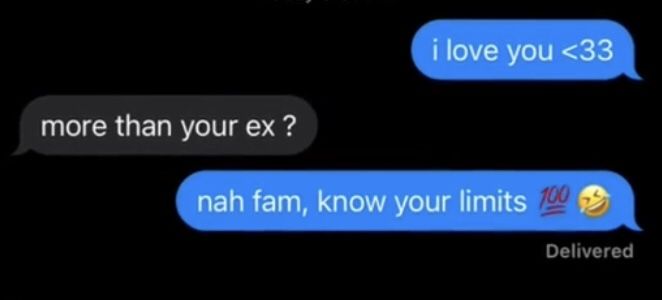 i love you <33
more than your ex ?
nah fam, know your limits 💯 🤣
Delivered